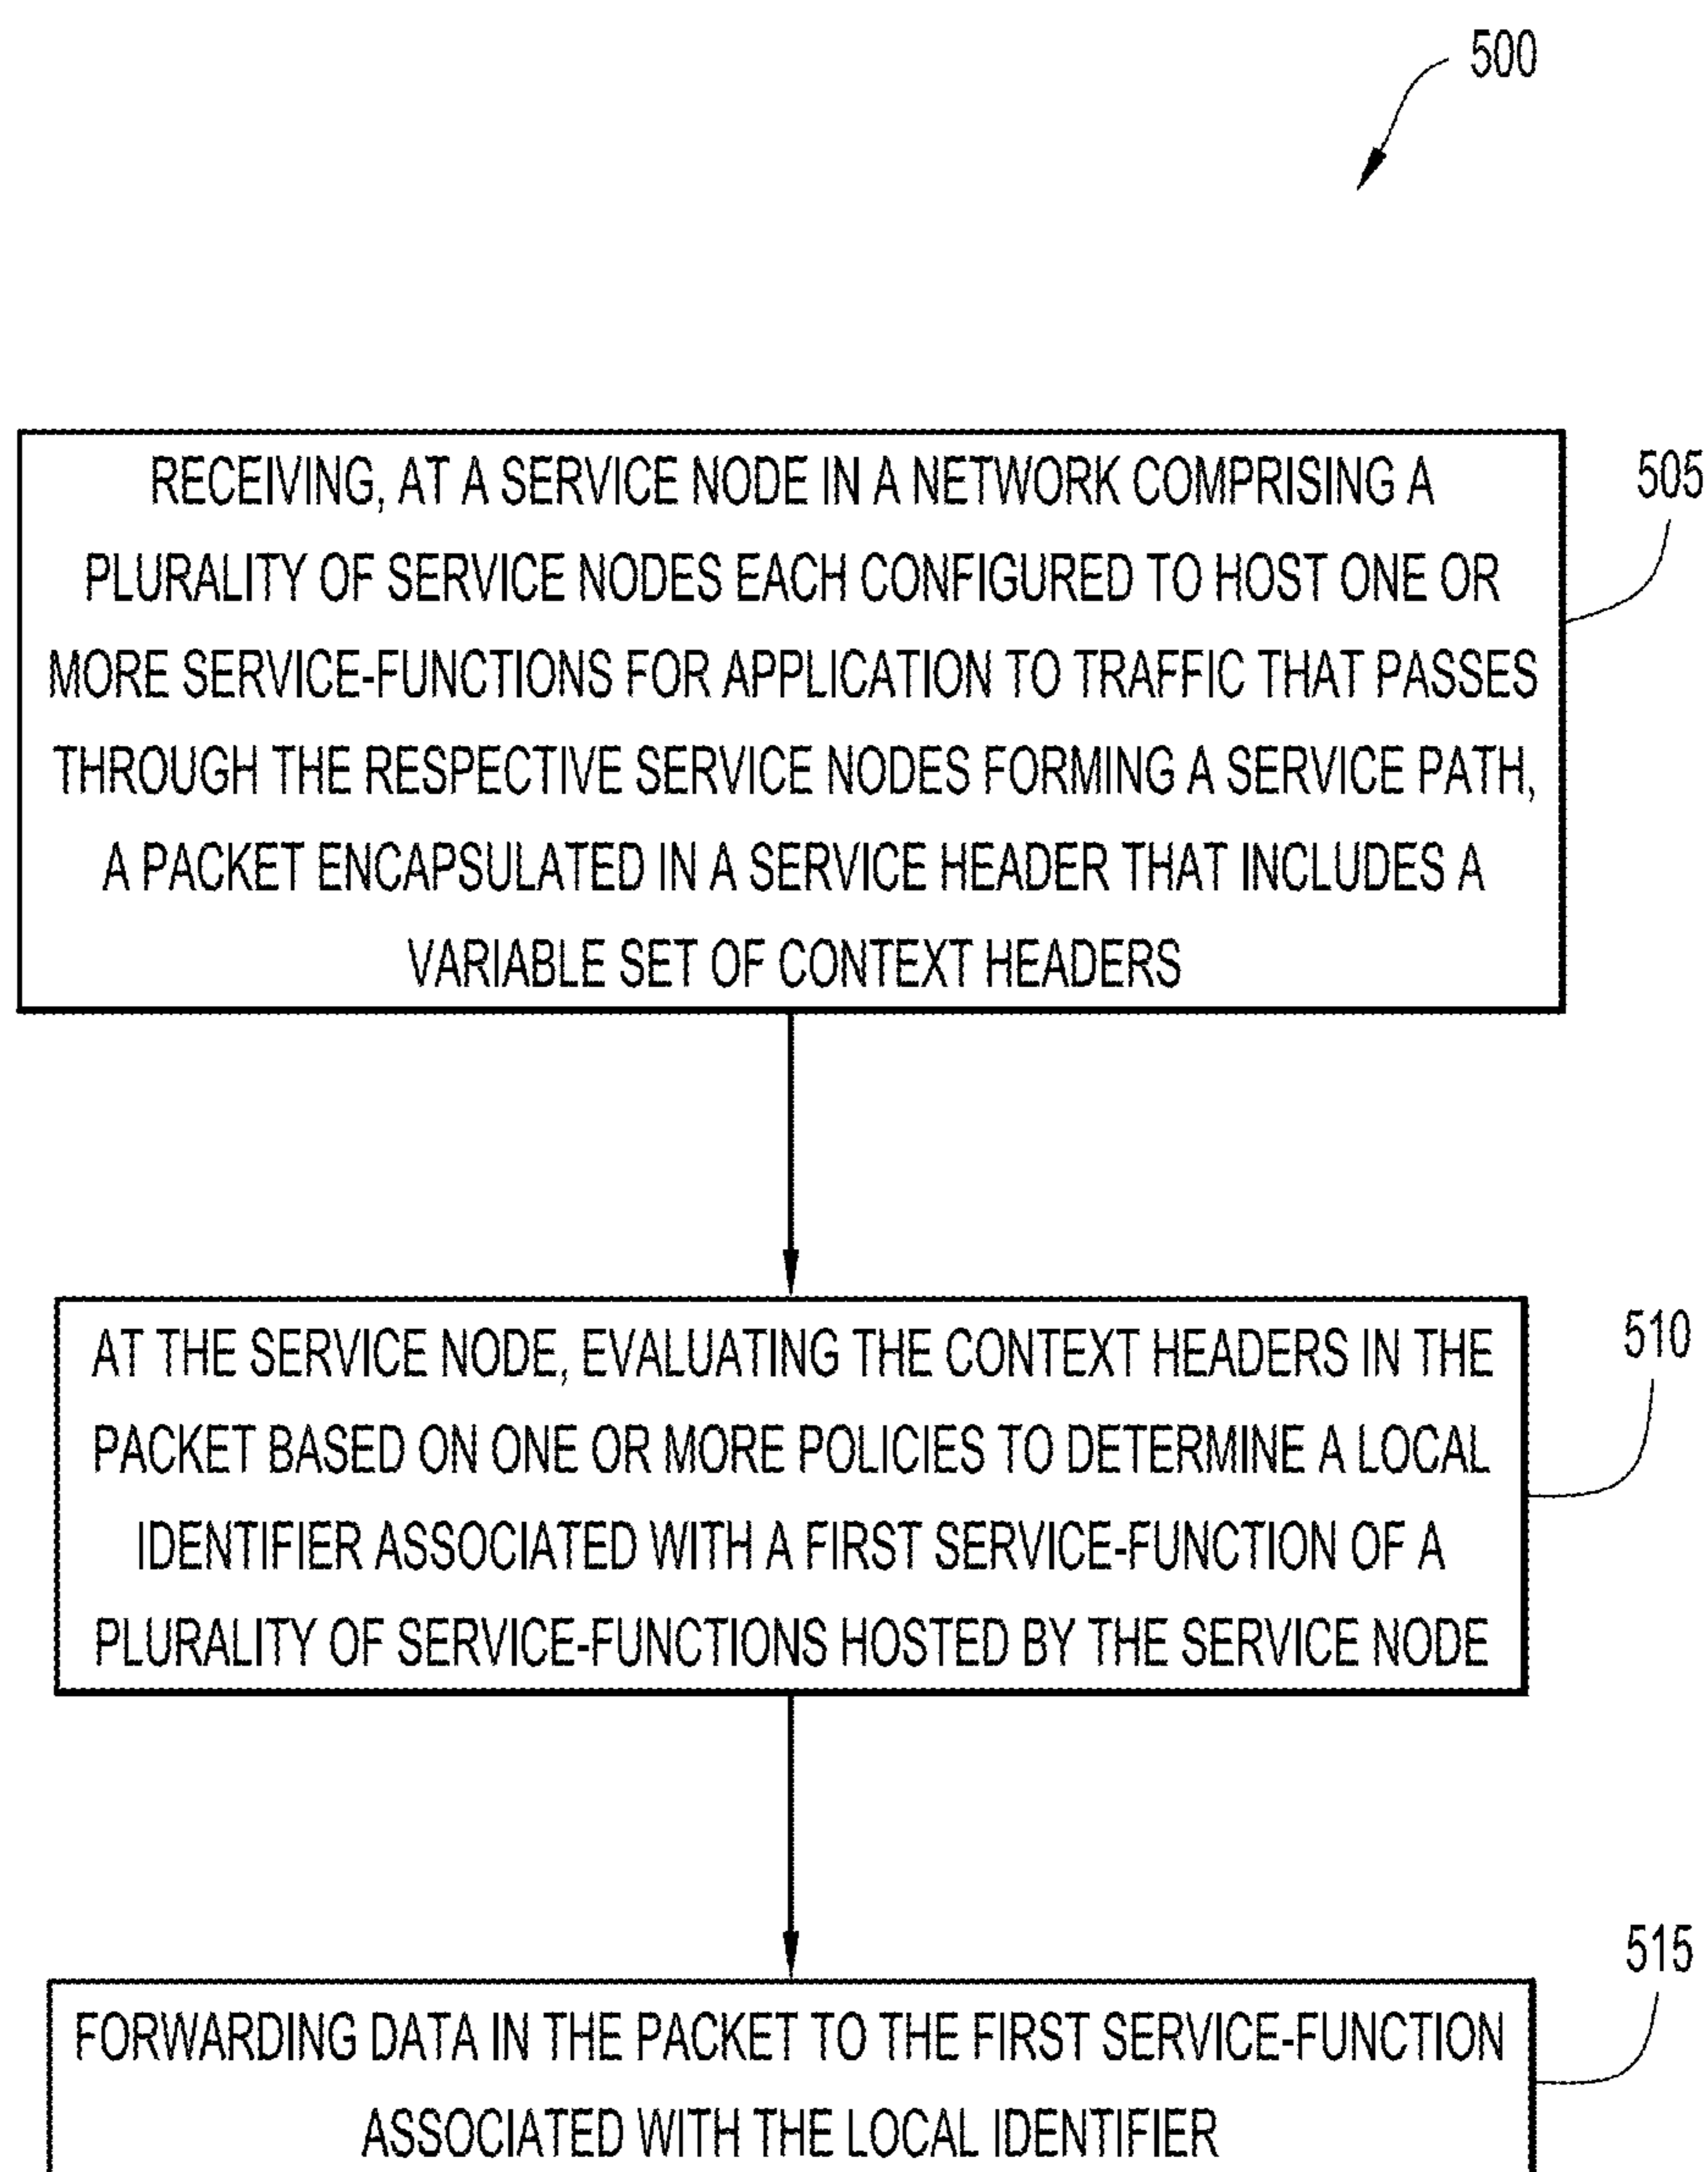 500
RECEIVING, AT A SERVICE NODE IN A NETWORK COMPRISING A
PLURALITY OF SERVICE NODES EACH CONFIGURED TO HOST ONE OR
MORE SERVICE-FUNCTIONS FOR APPLICATION TO TRAFFIC THAT PASSES
THROUGH THE RESPECTIVE SERVICE NODES FORMING A SERVICE PATH,
A PACKET ENCAPSULATED IN A SERVICE HEADER THAT INCLUDES A
VARIABLE SET OF CONTEXT HEADERS
505
AT THE SERVICE NODE, EVALUATING THE CONTEXT HEADERS IN THE
PACKET BASED ON ONE OR MORE POLICIES TO DETERMINE A LOCAL
IDENTIFIER ASSOCIATED WITH A FIRST SERVICE-FUNCTION OF A
PLURALITY OF SERVICE-FUNCTIONS HOSTED BY THE SERVICE NODE
510
FORWARDING DATA IN THE PACKET TO THE FIRST SERVICE-FUNCTION
ASSOCIATED WITH THE LOCAL IDENTIFIER
515